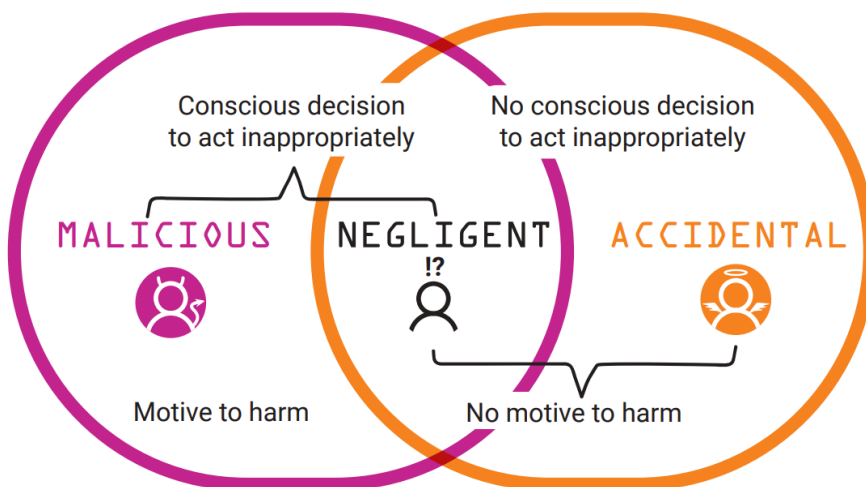 Conscious decision
to act inappropriately
No conscious decision
to act inappropriately
MALICIOUS
NEGLIGENT
ACCIDENTAL
!?
Motive to harm
No motive to harm